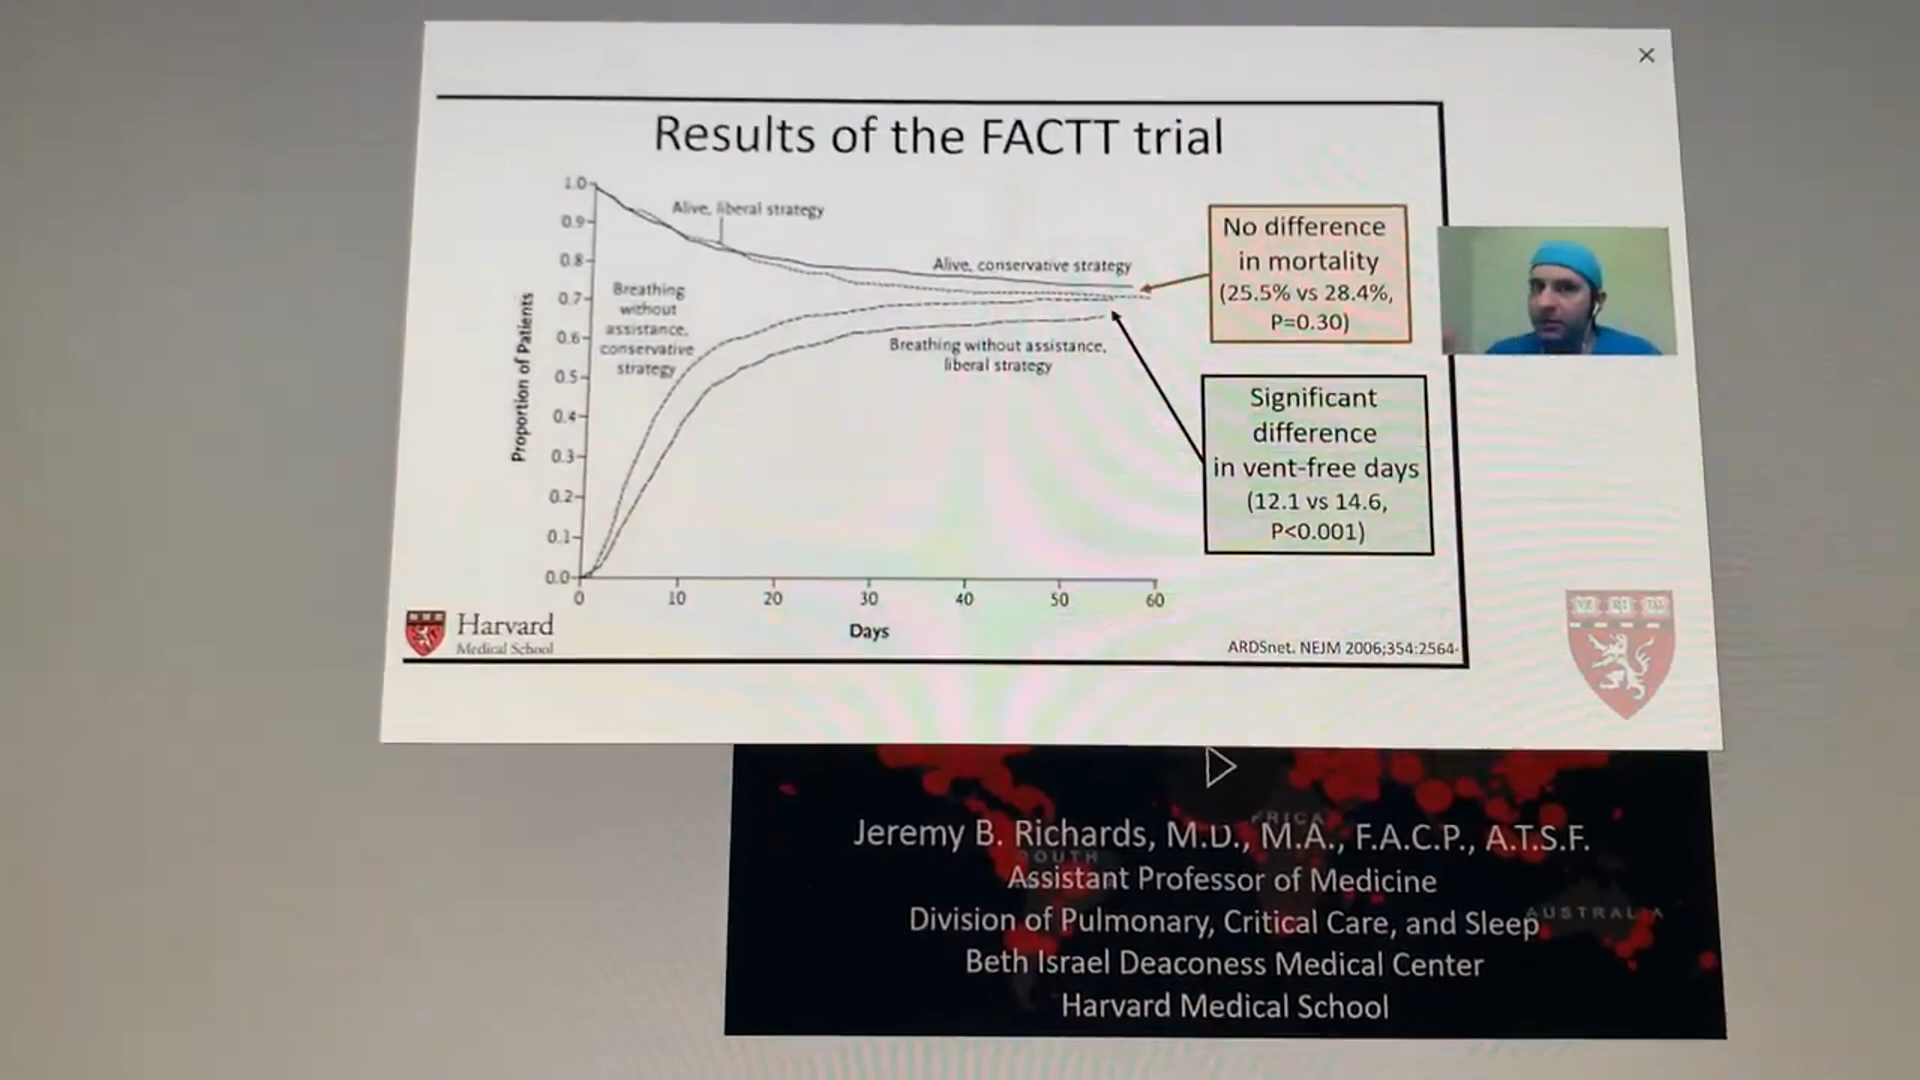 Results of the FACTT trial
1.0
0.9
0.8
0.7
0.6
0.5
0.4
0.3
0.2
0.1
0.0
Proportion of Patients
Alive, liberal strategy
Alive, conservative strategy
Breathing
without
assistance,
conservative
strategy
Breathing without assistance,
liberal strategy
0 10 20 30 40 50 60
Days
No difference
in mortality
(25.5% vs 28.4%,
P=0.30)
Significant
difference
in vent-free days
(12.1 vs 14.6,
P<0.001)
Harvard
Medical School
ARDSnet. NEJM 2006;354:2564-
VE RI TAS
Jeremy B. Richards, M.D., M.A., F.A.C.P., A.T.S.F.
SOUTH
Assistant Professor of Medicine
Division of Pulmonary, Critical Care, and Sleep
AUSTRALIA
Beth Israel Deaconess Medical Center
Harvard Medical School